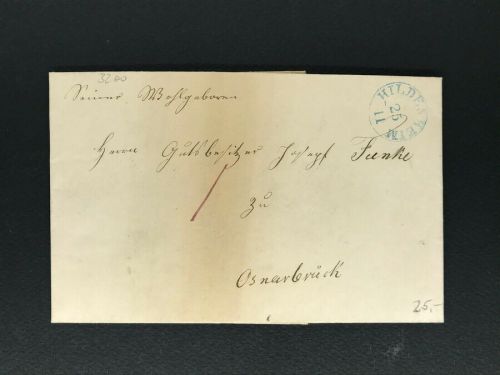 3200
Seiner Wohlgeboren
HILDESHEIM
25
11
Herrn Gutsbesitzer Joseph Funke
1
zu
Osnabrück
25,-